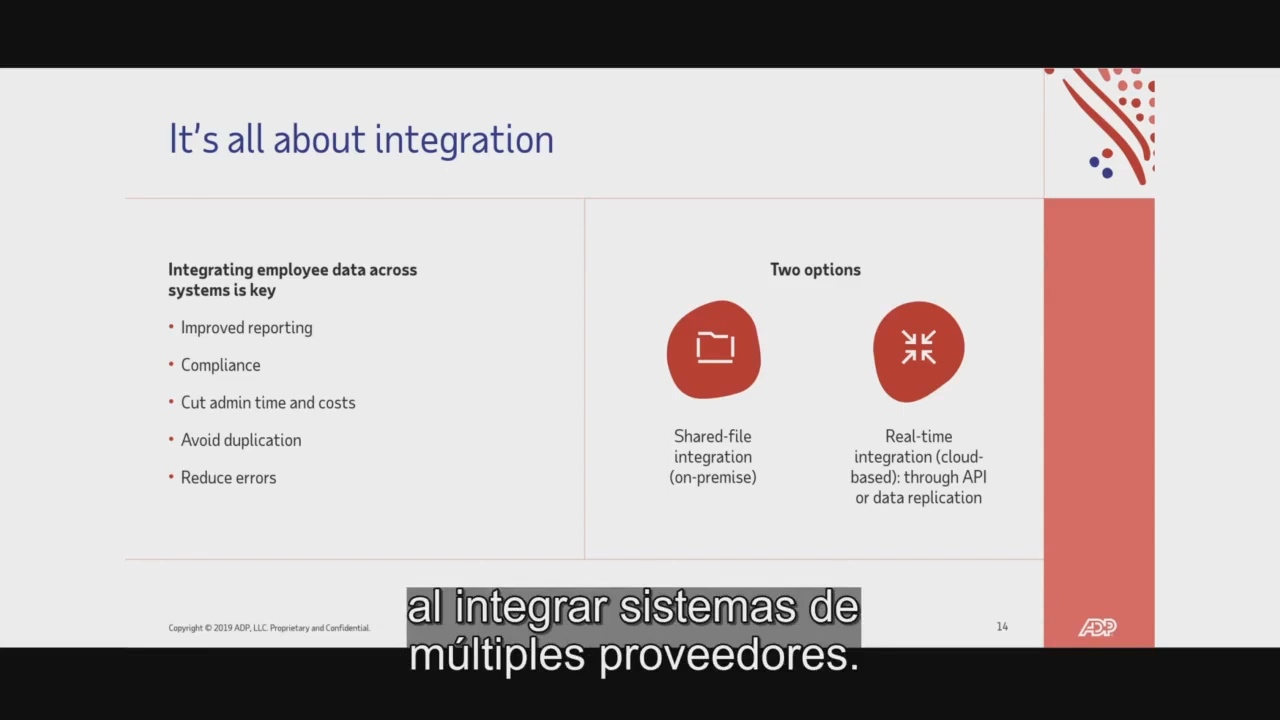 It's all about integration
Integrating employee data across
systems is key
• Improved reporting
• Compliance
• Cut admin time and costs
• Avoid duplication
• Reduce errors
Two options
Shared-file
integration
(on-premise)
Real-time
integration (cloud-
based): through API
or data replication
Copyright © 2019 ADP, LLC. Proprietary and Confidential.
14
ADP
al integrar sistemas de
múltiples proveedores.